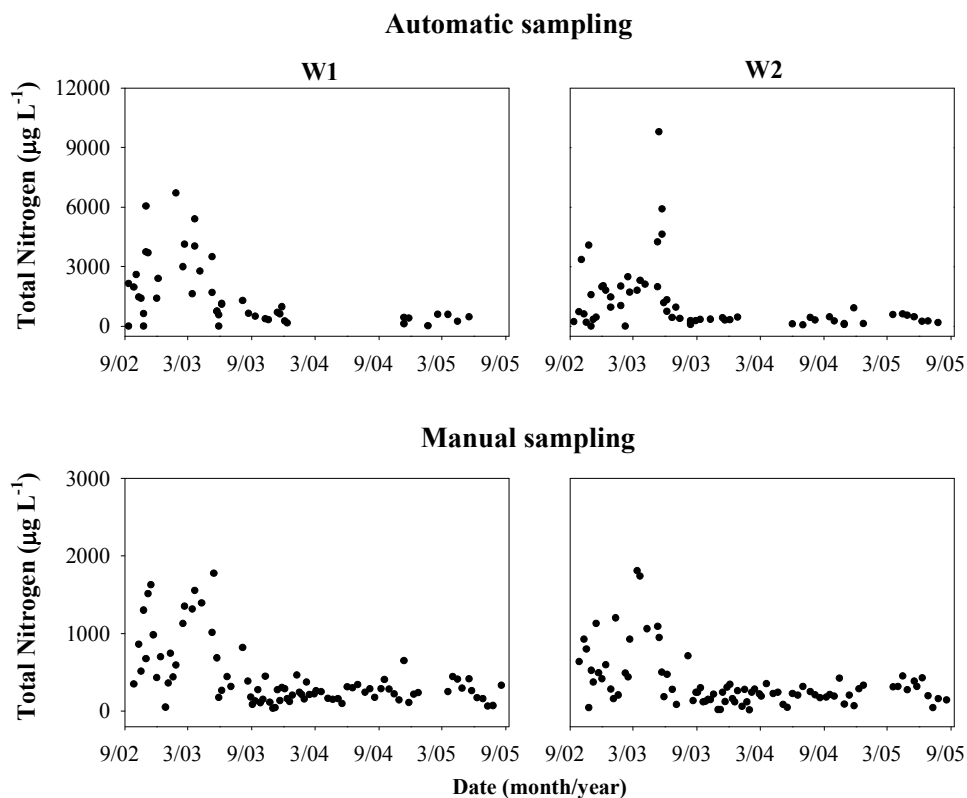 Automatic sampling
W1 W2
Total Nitrogen (µg L-1)
12000
9000
6000
3000
0
9/02 3/03 9/03 3/04 9/04 3/05 9/05 9/02 3/03 9/03 3/04 9/04 3/05 9/05
Manual sampling
Total Nitrogen (µg L-1)
3000
2000
1000
0
9/02 3/03 9/03 3/04 9/04 3/05 9/05 9/02 3/03 9/03 3/04 9/04 3/05 9/05
Date (month/year)